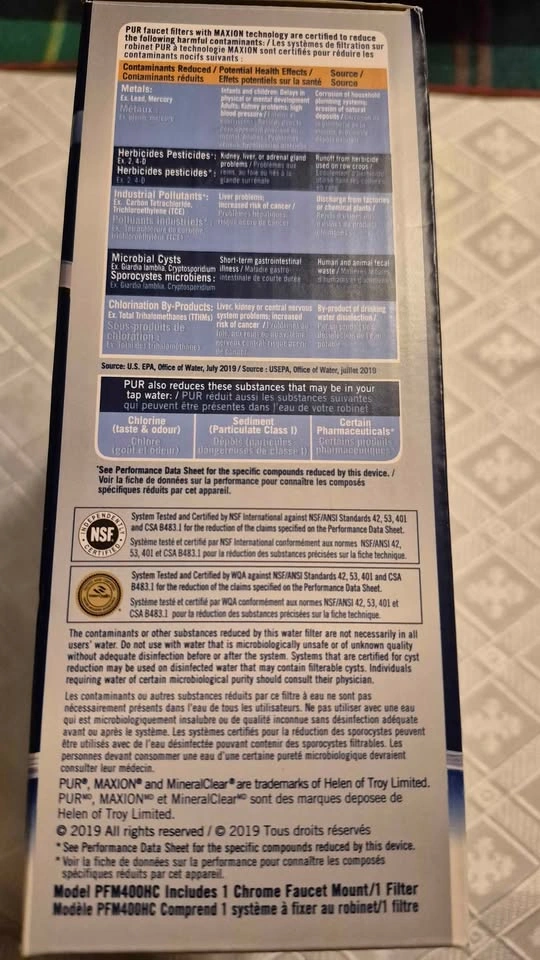 PUR faucet filters with MAXION technology are certified to reduce
the following harmful contaminants: / Les systèmes de filtration sur
robinet PUR à technologie MAXION sont certifiés pour réduire les
contaminants nocifs suivants :
Contaminants Reduced / Potential Health Effects / Source /
Contaminants réduits Effets potentiels sur la santé Source
Metals:
Ex. Lead, Mercury
Métaux
Infants and children: Delays in
physical or mental development
Adults: Kidney problems; high
blood pressure /
Corrosion of household
plumbing systems;
erosion of natural
deposits /
Herbicides Pesticides*:
Ex. 2, 4-D
Herbicides pesticides*:
Ex. 2, 4-D
Kidney, liver, or adrenal gland
problems / Problèmes aux
reins, au foie ou liés à la
glande surrénale
Runoff from herbicide
used on row crops /
Industrial Pollutants*:
Ex. Carbon Tetrachloride,
Trichloroethylene (TCE)
Polluants industriels*:
Liver problems;
increased risk of cancer /
Problèmes hépatiques
Discharge from factories
or chemical plants /
Microbial Cysts
Ex. Giardia lamblia, Cryptosporidium
Sporocystes microbiens :
Ex. Giardia lamblia, Cryptosporidium
Short-term gastrointestinal
illness / Maladie gastro-
intestinale de courte durée
Human and animal fecal
waste / Matières fécales
d'humains et d'animaux
Chlorination By-Products:
Ex. Total Trihalomethanes (TTHMs)
Sous-produits de
chloration :
Liver, kidney or central nervous
system problems; increased
risk of cancer /
By-product of drinking
water disinfection /
Source: U.S. EPA, Office of Water, July 2019 / Source : USEPA, Office of Water, juillet 2019
PUR also reduces these substances that may be in your
tap water: / PUR réduit aussi les substances suivantes
qui peuvent être présentes dans l'eau de votre robinet
Chlorine
(taste & odour)
Chlore
(goût et odeur)
Sediment
(Particulate Class I)
Dépôts (particules
dangereuses de classe I)
Certain
Pharmaceuticals*
Certains produits
pharmaceutiques*
*See Performance Data Sheet for the specific compounds reduced by this device. /
Voir la fiche de données sur la performance pour connaître les composés
spécifiques réduits par cet appareil.
INDEPENDENTLY
NSF
CERTIFIED
System Tested and Certified by NSF International against NSF/ANSI Standards 42, 53, 401
and CSA B483.1 for the reduction of the claims specified on the Performance Data Sheet.
Système testé et certifié par NSF International conformément aux normes NSF/ANSI 42,
53, 401 et CSA B483.1 pour la réduction des substances précisées sur la fiche technique.
System Tested and Certified by WQA against NSF/ANSI Standards 42, 53, 401 and CSA
B483.1 for the reduction of the claims specified on the Performance Data Sheet.
Système testé et certifié par WQA conformément aux normes NSF/ANSI 42, 53, 401 et
CSA B483.1 pour la réduction des substances précisées sur la fiche technique.
The contaminants or other substances reduced by this water filter are not necessarily in all
users' water. Do not use with water that is microbiologically unsafe or of unknown quality
without adequate disinfection before or after the system. Systems that are certified for cyst
reduction may be used on disinfected water that may contain filterable cysts. Individuals
requiring water of certain microbiological purity should consult their physician.
Les contaminants ou autres substances réduits par ce filtre à eau ne sont pas
nécessairement présents dans l'eau de tous les utilisateurs. Ne pas utiliser avec une eau
qui est microbiologiquement insalubre ou de qualité inconnue sans désinfection adéquate
avant ou après le système. Les systèmes certifiés pour la réduction de sporocystes peuvent
être utilisés avec de l'eau désinfectée pouvant contenir des sporocystes filtrables. Les
personnes devant consommer une eau d'une certaine pureté microbiologique devraient
consulter leur médecin.
PUR®, MAXION® and MineralClear® are trademarks of Helen of Troy Limited.
PURᴹᴰ, MAXIONᴹᴰ et MineralClearᴹᴰ sont des marques deposee de
Helen of Troy Limited.
© 2019 All rights reserved / © 2019 Tous droits réservés
* See Performance Data Sheet for the specific compounds reduced by this device.
* Voir la fiche de données sur la performance pour connaître les composés
spécifiques réduits par cet appareil.
Model PFM400HC Includes 1 Chrome Faucet Mount/1 Filter
Modèle PFM400HC Comprend 1 système à fixer au robinet/1 filtre